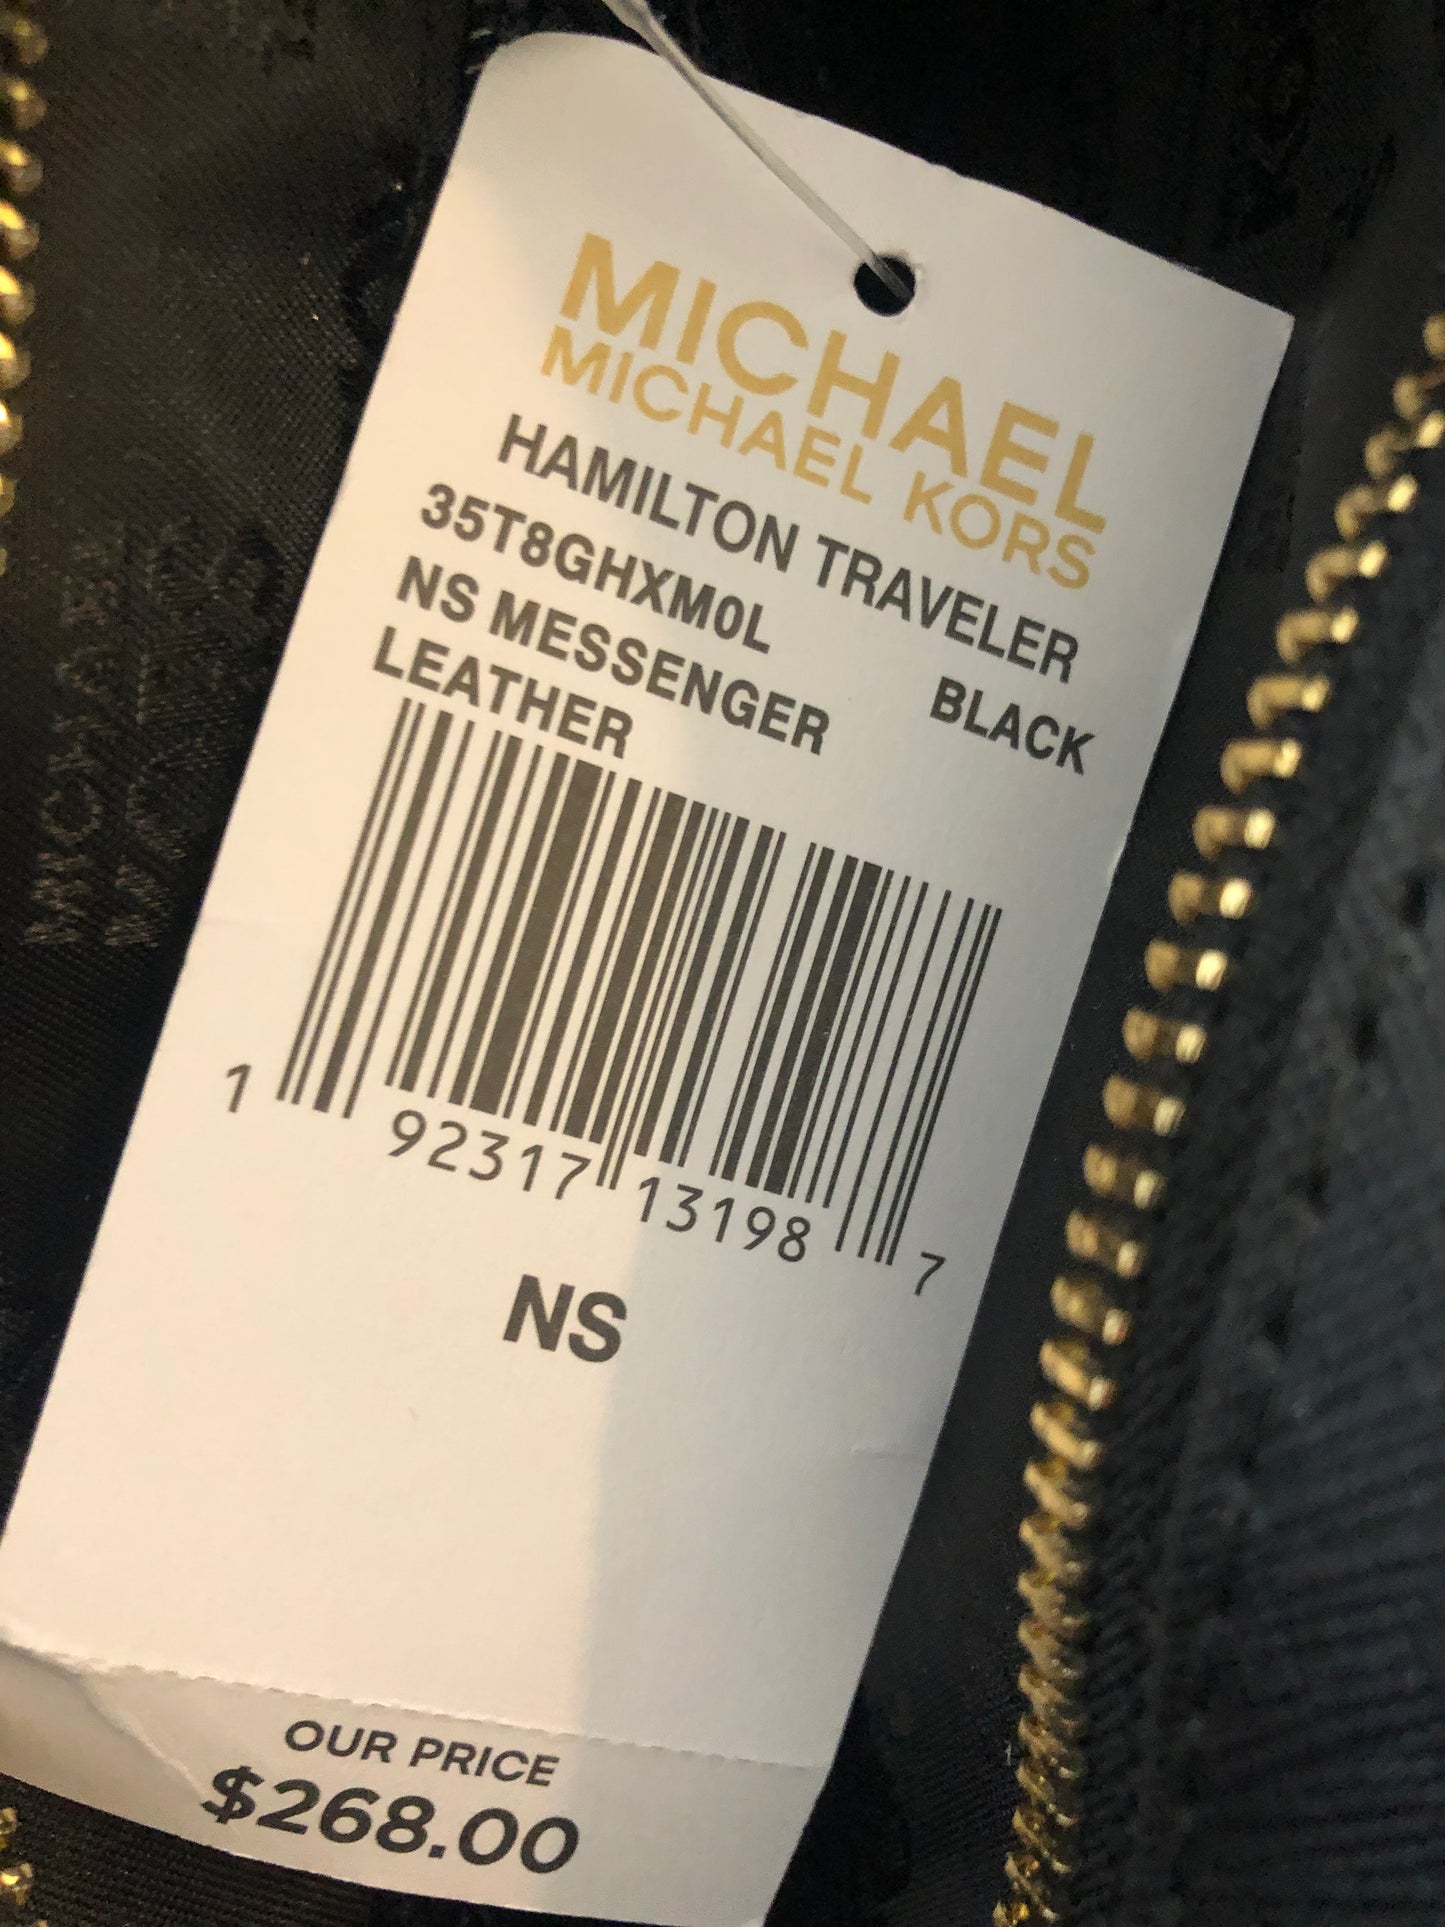 MICHAEL
MICHAEL KORS
HAMILTON TRAVELER
35T8GHXM0L BLACK
NS MESSENGER
LEATHER
1 92317 13198 7
NS
OUR PRICE
$268.00